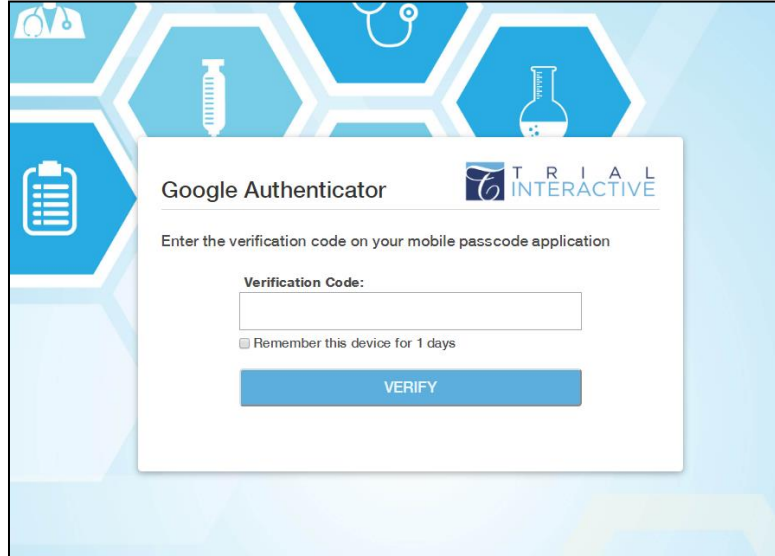 Google Authenticator
TRIAL
INTERACTIVE
Enter the verification code on your mobile passcode application
Verification Code:
Remember this device for 1 days
VERIFY